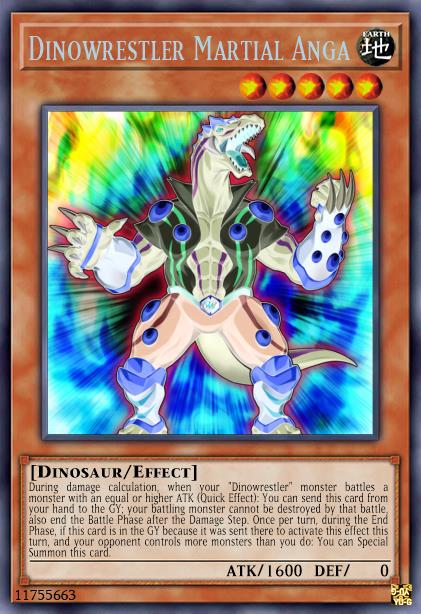 DINOWRESTLER MARTIAL ANGA
EARTH
地
[DINOSAUR/EFFECT]
During damage calculation, when your "Dinowrestler" monster battles a
monster with an equal or higher ATK (Quick Effect): You can send this card from
your hand to the GY; your battling monster cannot be destroyed by that battle,
also end the Battle Phase after the Damage Step. Once per turn, during the End
Phase, if this card is in the GY because it was sent there to activate this effect this
turn, and your opponent controls more monsters than you do: You can Special
Summon this card.
ATK/1600 DEF/ 0
11755663